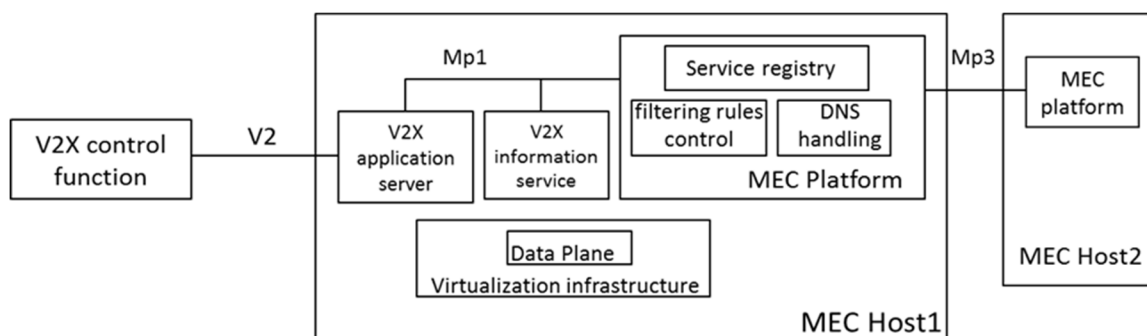 V2X control
function
V2
Mp1
V2X
application
server
V2X
information
service
Service registry
filtering rules
control
DNS
handling
MEC Platform
Data Plane
Virtualization infrastructure
MEC Host1
Mp3
MEC
platform
MEC Host2